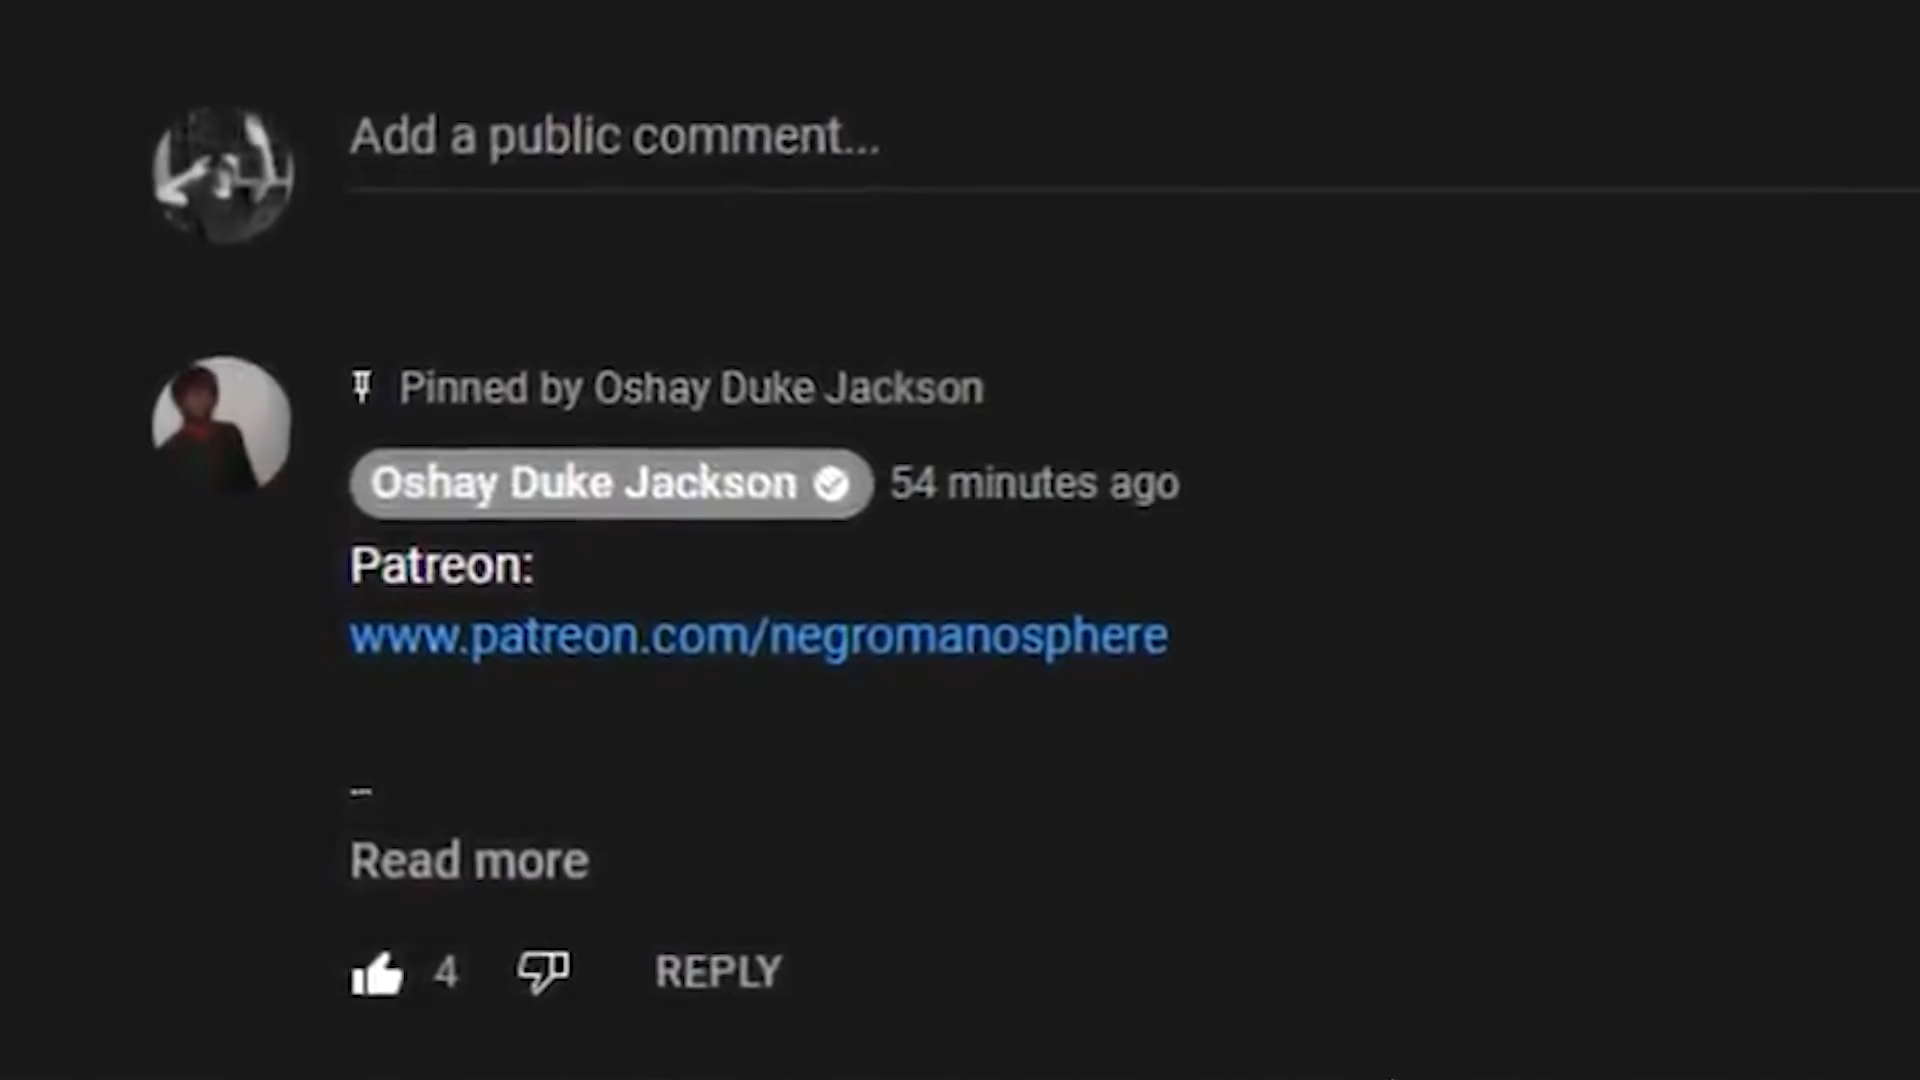 Add a public comment...
Pinned by Oshay Duke Jackson
Oshay Duke Jackson 54 minutes ago
Patreon:
www.patreon.com/negromanosphere
--
Read more
4 REPLY